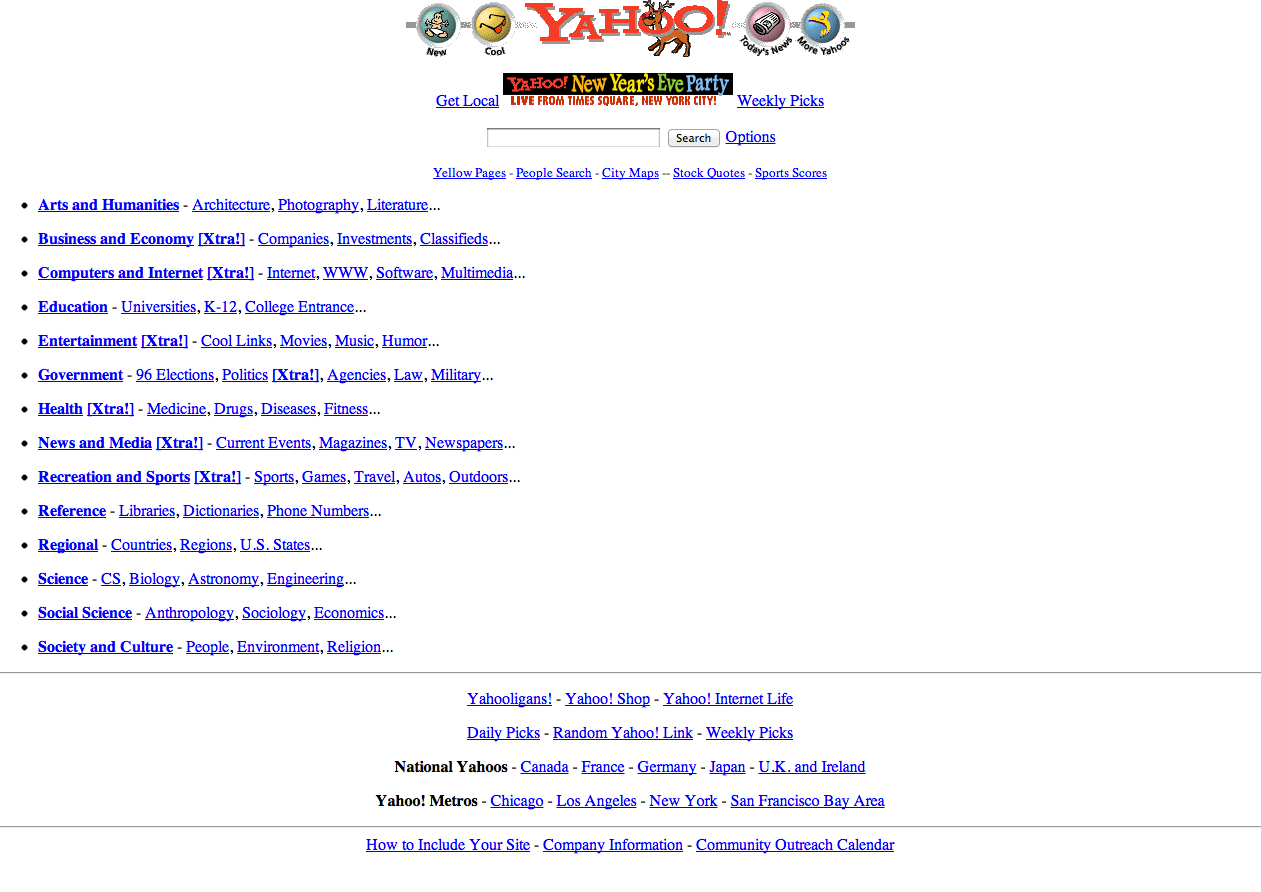 YAHOO!
New Cool Today's News More Yahoos
YAHOO! NEW YEAR'S EVE PARTY
Get Local LIVE FROM TIMES SQUARE, NEW YORK CITY! Weekly Picks
Search Options
Yellow Pages - People Search - City Maps -- Stock Quotes - Sports Scores
• Arts and Humanities - Architecture, Photography, Literature...
• Business and Economy [Xtra!] - Companies, Investments, Classifieds...
• Computers and Internet [Xtra!] - Internet, WWW, Software, Multimedia...
• Education - Universities, K-12, College Entrance...
• Entertainment [Xtra!] - Cool Links, Movies, Music, Humor...
• Government - 96 Elections, Politics [Xtra!], Agencies, Law, Military...
• Health [Xtra!] - Medicine, Drugs, Diseases, Fitness...
• News and Media [Xtra!] - Current Events, Magazines, TV, Newspapers...
• Recreation and Sports [Xtra!] - Sports, Games, Travel, Autos, Outdoors...
• Reference - Libraries, Dictionaries, Phone Numbers...
• Regional - Countries, Regions, U.S. States...
• Science - CS, Biology, Astronomy, Engineering...
• Social Science - Anthropology, Sociology, Economics...
• Society and Culture - People, Environment, Religion...
Yahooligans! - Yahoo! Shop - Yahoo! Internet Life
Daily Picks - Random Yahoo! Link - Weekly Picks
National Yahoos - Canada - France - Germany - Japan - U.K. and Ireland
Yahoo! Metros - Chicago - Los Angeles - New York - San Francisco Bay Area
How to Include Your Site - Company Information - Community Outreach Calendar